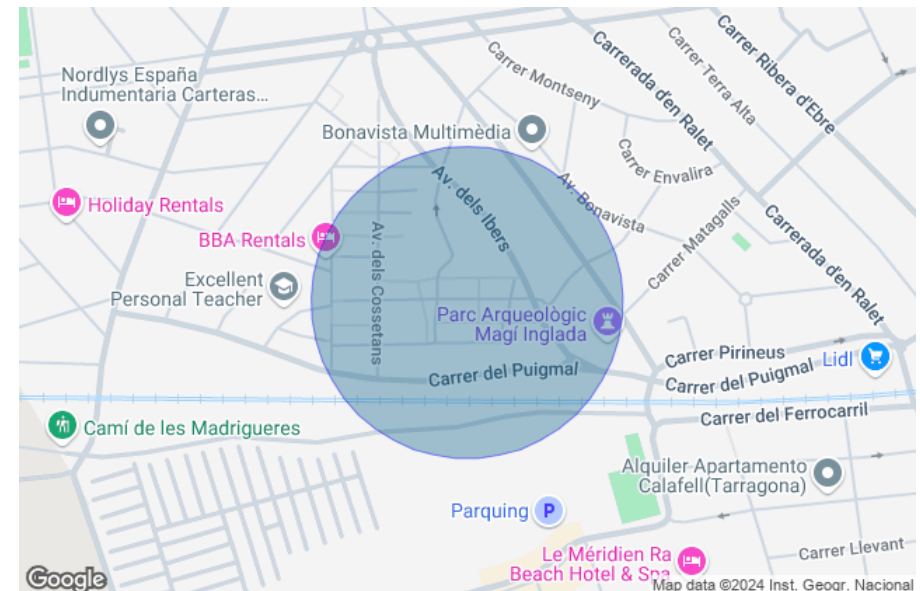 Nordlys España
Indumentaria Carteras...
Bonavista Multimèdia
Carrer Montseny
Carrerada d'en Ralet
Carrer Terra Alta
Carrer Ribera d'Ebre
Carrer Envalira
Av. Bonavista
Carrer Matagalls
Carrerada d'en Ralet
Av. dels Ibers
Holiday Rentals
BBA Rentals
Av. dels Cossetans
Excellent
Personal Teacher
Parc Arqueològic
Magí Inglada
Carrer Pirineus
Carrer del Puigmal
Lidl
Carrer del Puigmal
Carrer del Ferrocarril
Camí de les Madrigueres
Alquiler Apartamento
Calafell(Tarragona)
Parquing
P
Le Méridien Ra
Beach Hotel & Spa
Carrer Llevant
Google
Map data ©2024 Inst. Geogr. Nacional